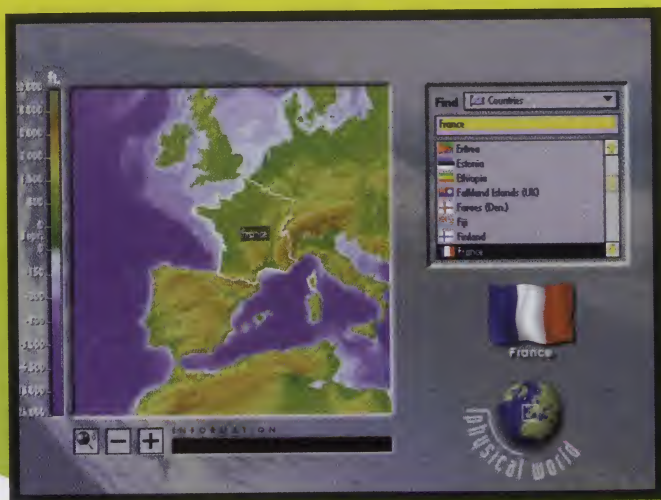 ft.
Find Countries
France
Eritrea
Estonia
Ethiopia
Falkland Islands (UK)
Faroes (Den.)
Fiji
Finland
France
France
France
INFORMATION
physical world